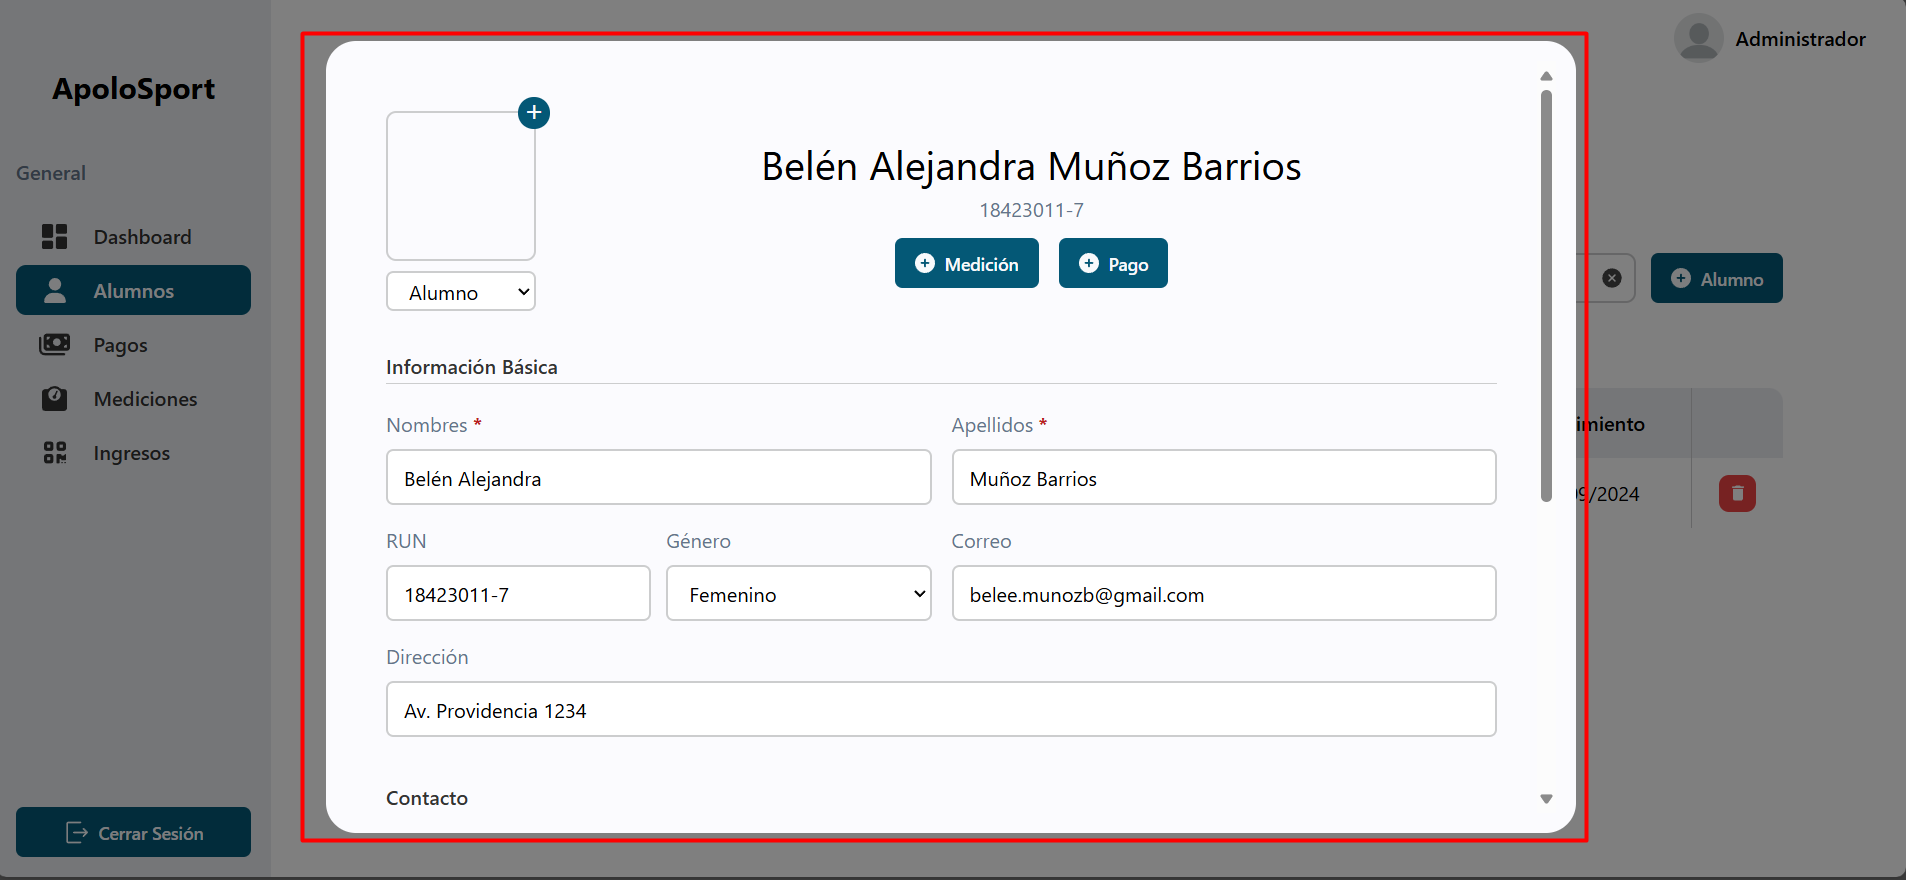 ApoloSport
General
Dashboard
Alumnos
Pagos
Mediciones
Ingresos
Cerrar Sesión
Administrador
Belén Alejandra Muñoz Barrios
18423011-7
Medición
Pago
Alumno
Información Básica
Nombres *
Apellidos *
Belén Alejandra
Muñoz Barrios
RUN
Género
Correo
18423011-7
Femenino
belee.munozb@gmail.com
Dirección
Av. Providencia 1234
Contacto
Alumno
imiento
9/2024